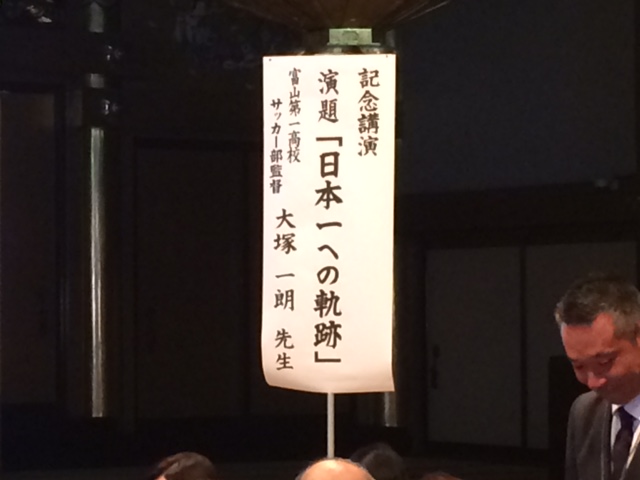 記念講演
演題「日本一への軌跡」
富山第一高校
サッカー部監督
大塚 一朗 先生